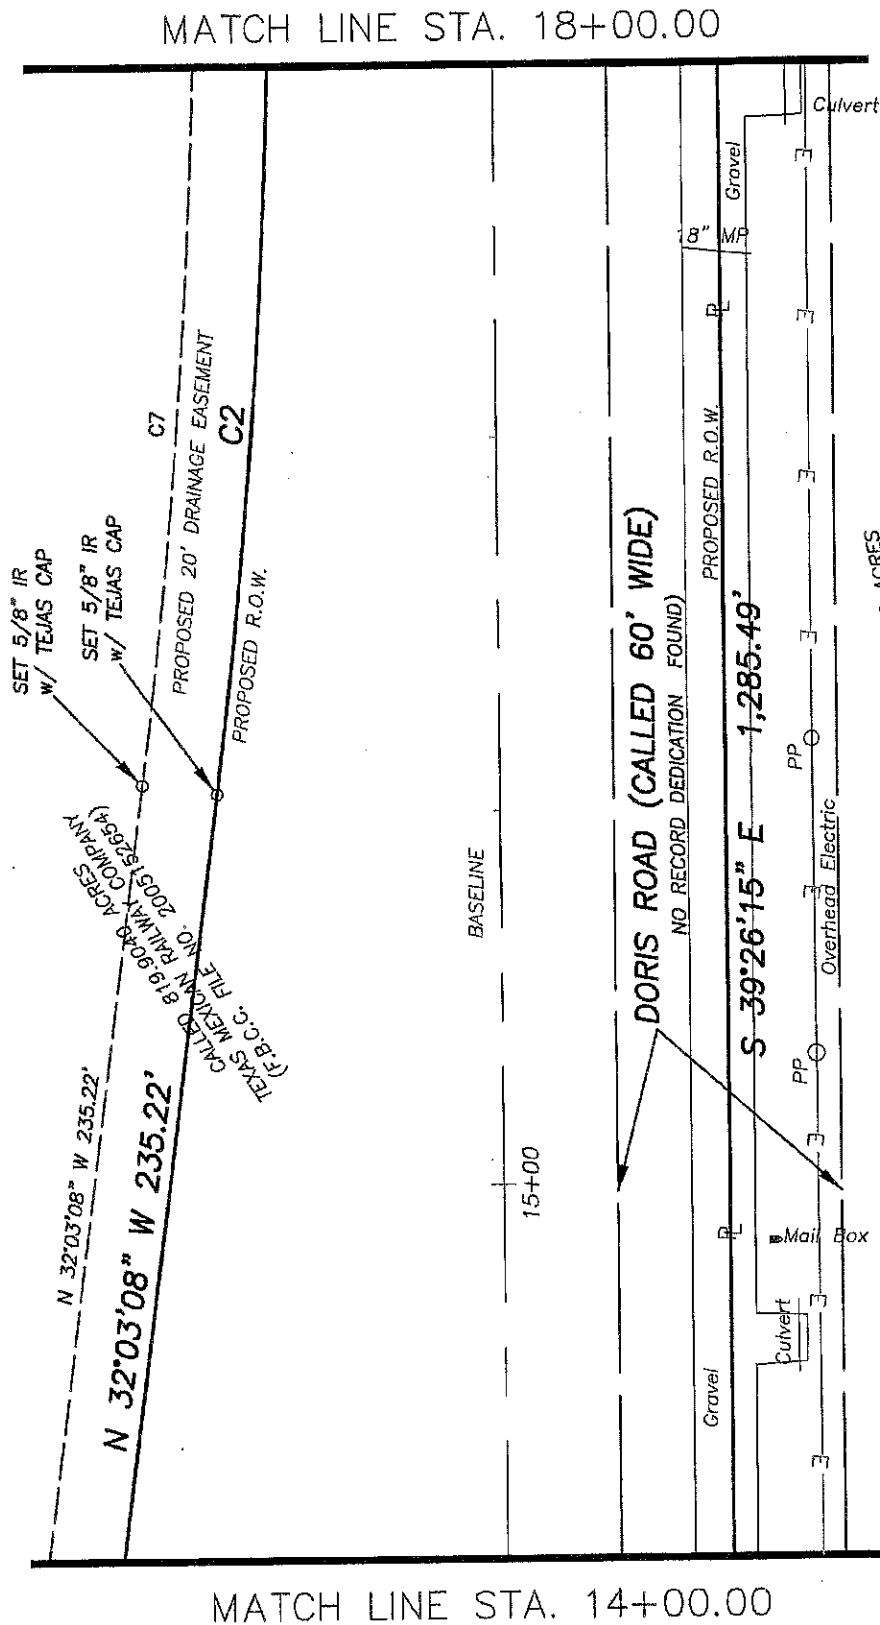 MATCH LINE STA. 18+00.00
Culvert
E
Gravel
18" MP
E
PL
C7
PROPOSED 20' DRAINAGE EASEMENT
C2
PROPOSED R.O.W.
E
SET 5/8" IR
w/ TEJAS CAP
SET 5/8" IR
w/ TEJAS CAP
PROPOSED R.O.W.
ACRES
DORIS ROAD (CALLED 60' WIDE)
NO RECORD DEDICATION FOUND)
S 39°26'15" E 1,285.49'
E
PP
CALLED 819.9040 ACRES
TEXAS MEXICAN RAILWAY COMPANY
(F.B.C.C. FILE NO. 2005152654)
BASELINE
E
Overhead Electric
PP
N 32°03'08" W 235.22'
N 32°03'08" W 235.22'
E
15+00
PL
Mail Box
E
Culvert
Gravel
E
MATCH LINE STA. 14+00.00